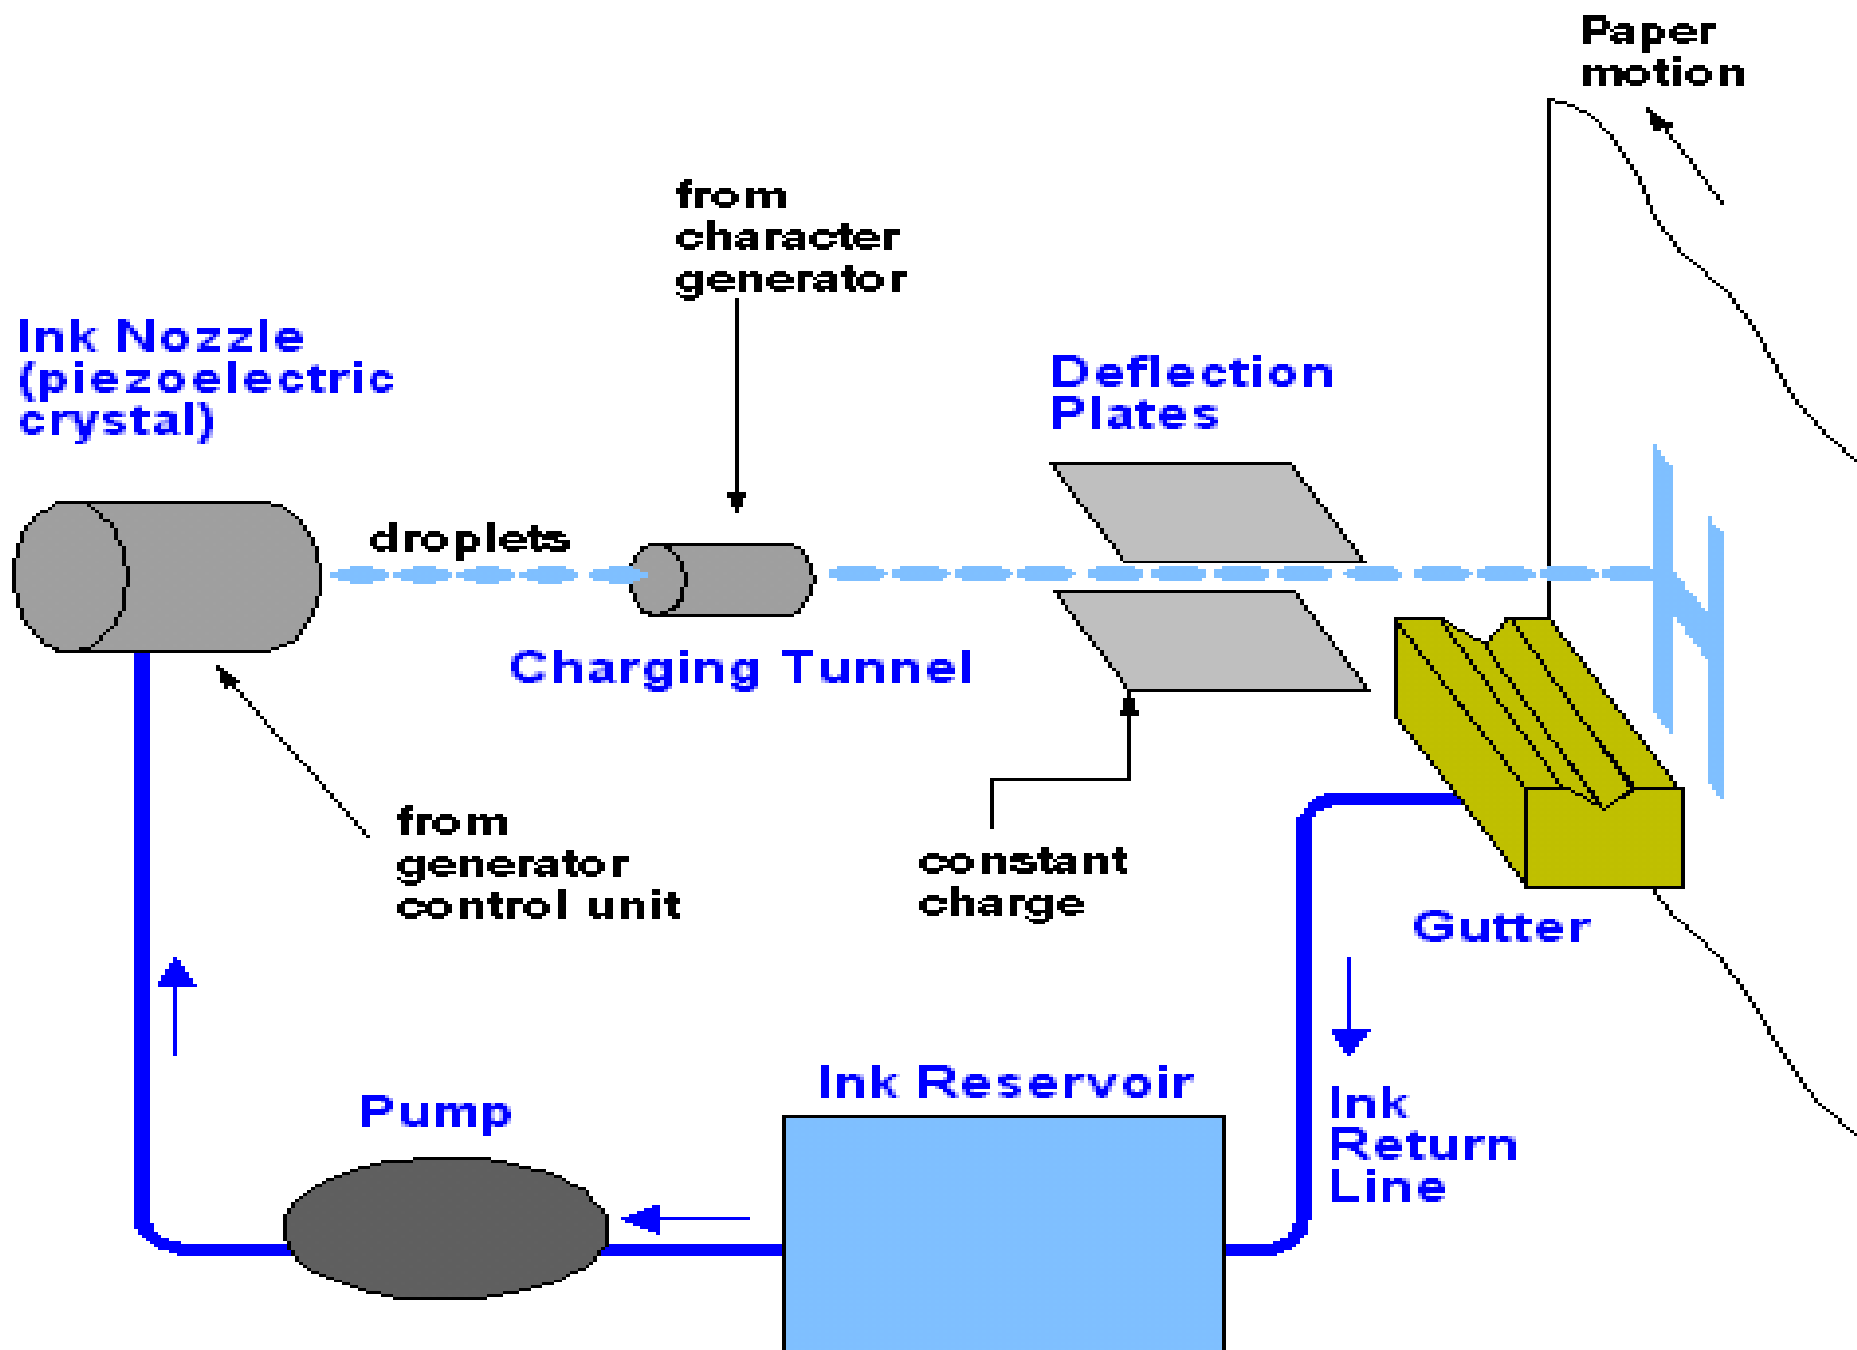 Paper
motion
from
character
generator
Ink Nozzle
(piezoelectric
crystal)
Deflection
Plates
droplets
Charging Tunnel
from
generator
control unit
constant
charge
Gutter
Ink Reservoir
Pump
Ink
Return
Line
H